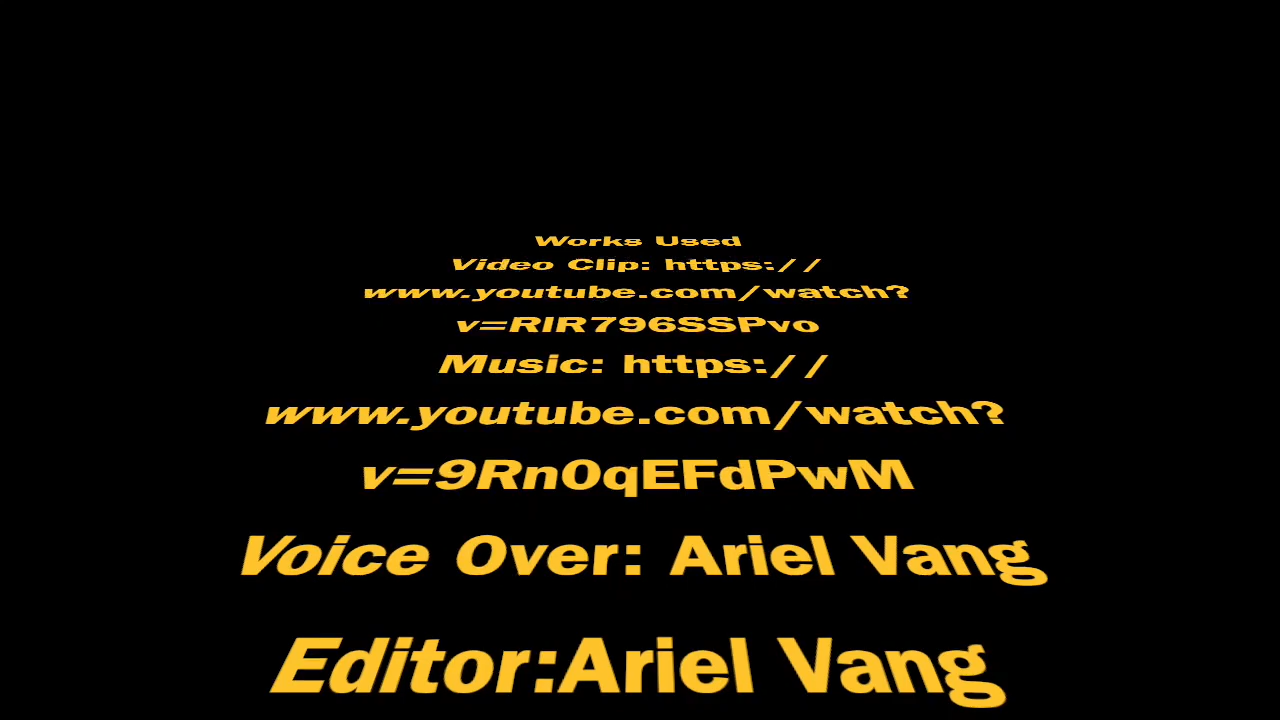 Works Used
Video Clip: https://
www.youtube.com/watch?
v=RIR796SSPvo
Music: https://
www.youtube.com/watch?
v=9Rn0qEFdPwM
Voice Over: Ariel Vang
Editor:Ariel Vang